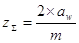 z_Σ = (2 × a_w) / m